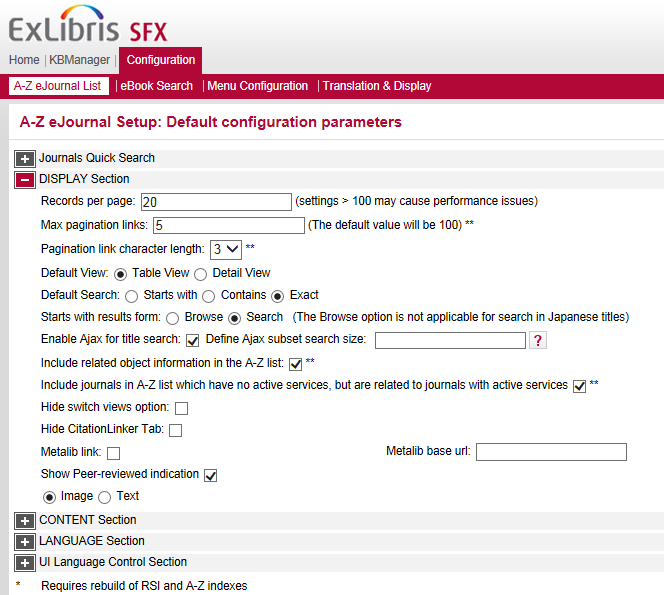 ExLibris SFX
Home | KBManager | Configuration
A-Z eJournal List | eBook Search | Menu Configuration | Translation & Display
A-Z eJournal Setup: Default configuration parameters
Journals Quick Search
DISPLAY Section
Records per page: 20 (settings > 100 may cause performance issues)
Max pagination links: 5 (The default value will be 100) **
Pagination link character length: 3 **
Default View: Table View Detail View
Default Search: Starts with Contains Exact
Starts with results form: Browse Search (The Browse option is not applicable for search in Japanese titles)
Enable Ajax for title search: Define Ajax subset search size: ?
Include related object information in the A-Z list: **
Include journals in A-Z list which have no active services, but are related to journals with active services **
Hide switch views option:
Hide CitationLinker Tab:
Metalib link: Metalib base url:
Show Peer-reviewed indication
Image Text
CONTENT Section
LANGUAGE Section
UI Language Control Section
* Requires rebuild of RSI and A-Z indexes